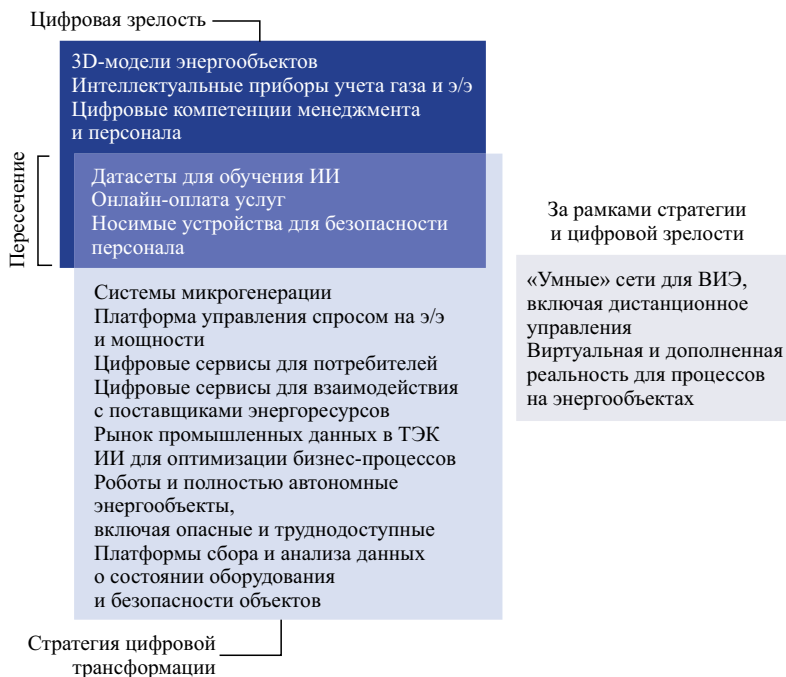 Цифровая зрелость
3D-модели энергообъектов
Интеллектуальные приборы учета газа и э/э
Цифровые компетенции менеджмента
и персонала
Пересечение
Датасеты для обучения ИИ
Онлайн-оплата услуг
Носимые устройства для безопасности
персонала
Системы микрогенерации
Платформа управления спросом на э/э
и мощности
Цифровые сервисы для потребителей
Цифровые сервисы для взаимодействия
с поставщиками энергоресурсов
Рынок промышленных данных в ТЭК
ИИ для оптимизации бизнес-процессов
Роботы и полностью автономные
энергообъекты,
включая опасные и труднодоступные
Платформы сбора и анализа данных
о состоянии оборудования
и безопасности объектов
Стратегия цифровой
трансформации
За рамками стратегии
и цифровой зрелости
«Умные» сети для ВИЭ,
включая дистанционное
управления
Виртуальная и дополненная
реальность для процессов
на энергообъектах